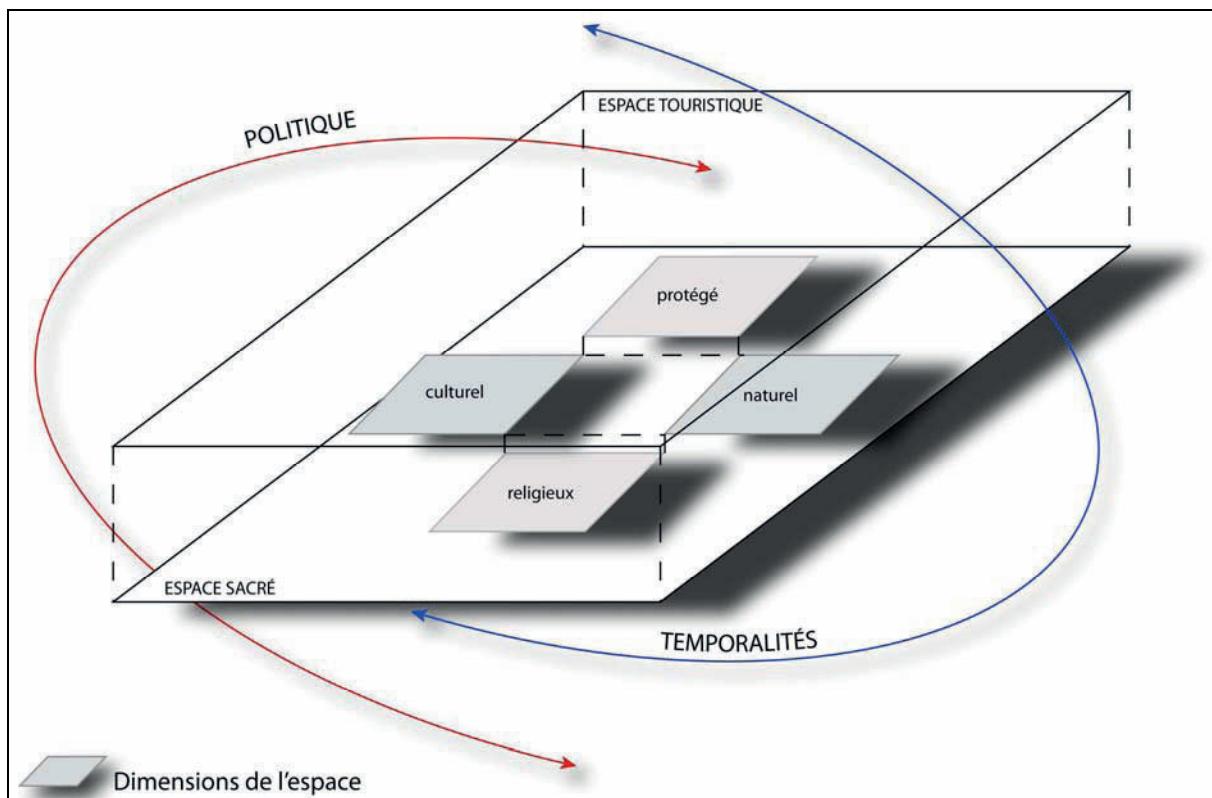 ESPACE TOURISTIQUE
POLITIQUE
protégé
culturel
naturel
religieux
ESPACE SACRÉ
TEMPORALITÉS
Dimensions de l'espace